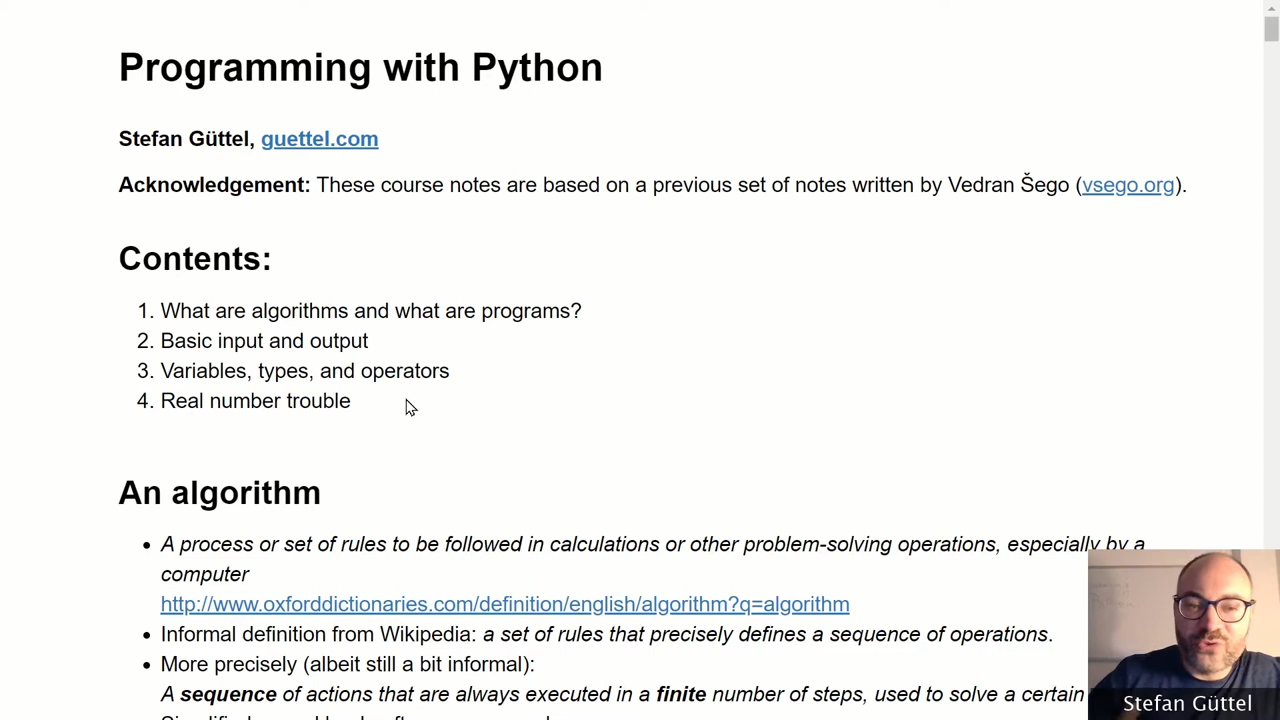 Programming with Python
Stefan Güttel, guettel.com
Acknowledgement: These course notes are based on a previous set of notes written by Vedran Šego (vsego.org).
Contents:
1. What are algorithms and what are programs?
2. Basic input and output
3. Variables, types, and operators
4. Real number trouble
An algorithm
• A process or set of rules to be followed in calculations or other problem-solving operations, especially by a
computer
http://www.oxforddictionaries.com/definition/english/algorithm?q=algorithm
• Informal definition from Wikipedia: a set of rules that precisely defines a sequence of operations.
• More precisely (albeit still a bit informal):
A sequence of actions that are always executed in a finite number of steps, used to solve a certain
Stefan Güttel